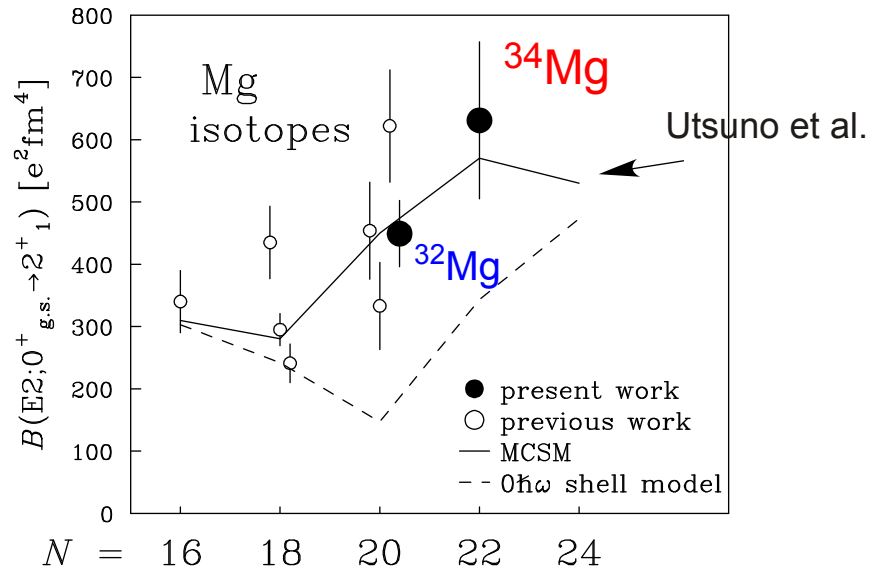 800
700
600
500
400
300
200
100
0
B(E2;0⁺g.s.→2⁺₁) [e²fm⁴]
Mg
isotopes
³⁴Mg
Utsuno et al.
³²Mg
present work
previous work
MCSM
0ħω shell model
N = 16 18 20 22 24